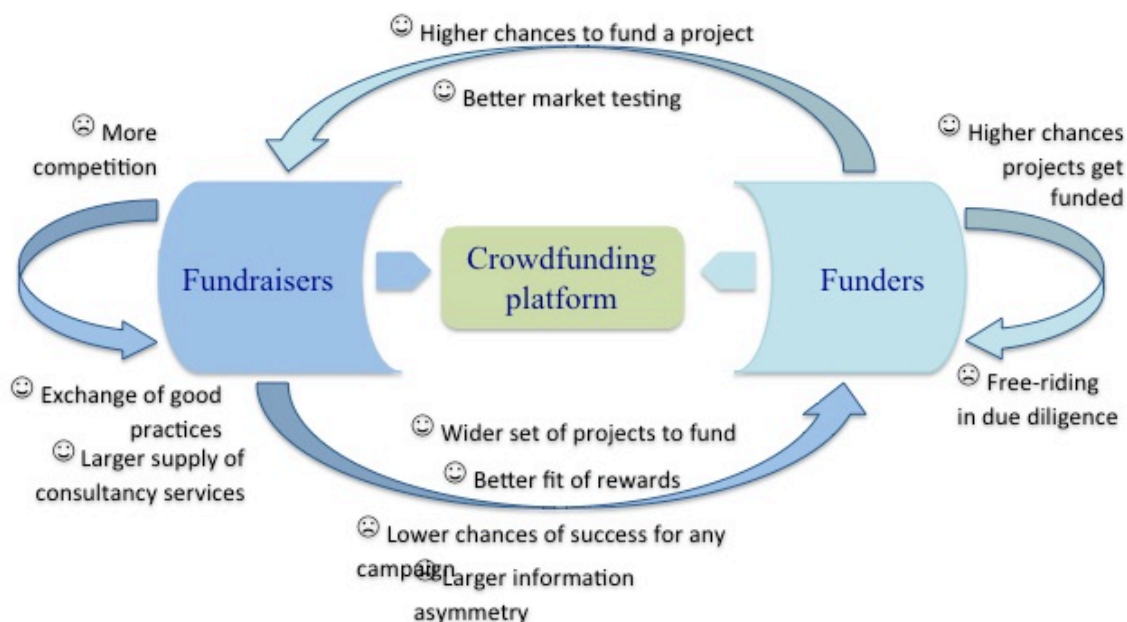 ☺ Higher chances to fund a project
☺ Better market testing
☹ More
competition
☺ Higher chances
projects get
funded
Fundraisers
Crowdfunding
platform
Funders
☺ Exchange of good
practices
☺ Larger supply of
consultancy services
☺ Wider set of projects to fund
☺ Better fit of rewards
☹ Free-riding
in due diligence
☹ Lower chances of success for any
campaign
Larger information
asymmetry